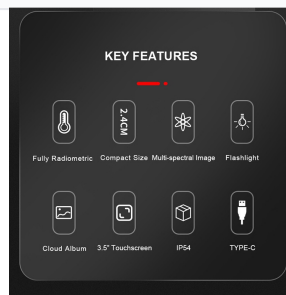 KEY FEATURES
2.4CM
Fully Radiometric
Compact Size
Multi-spectral Image
Flashlight
Cloud Album
3.5" Touchscreen
IP54
TYPE-C